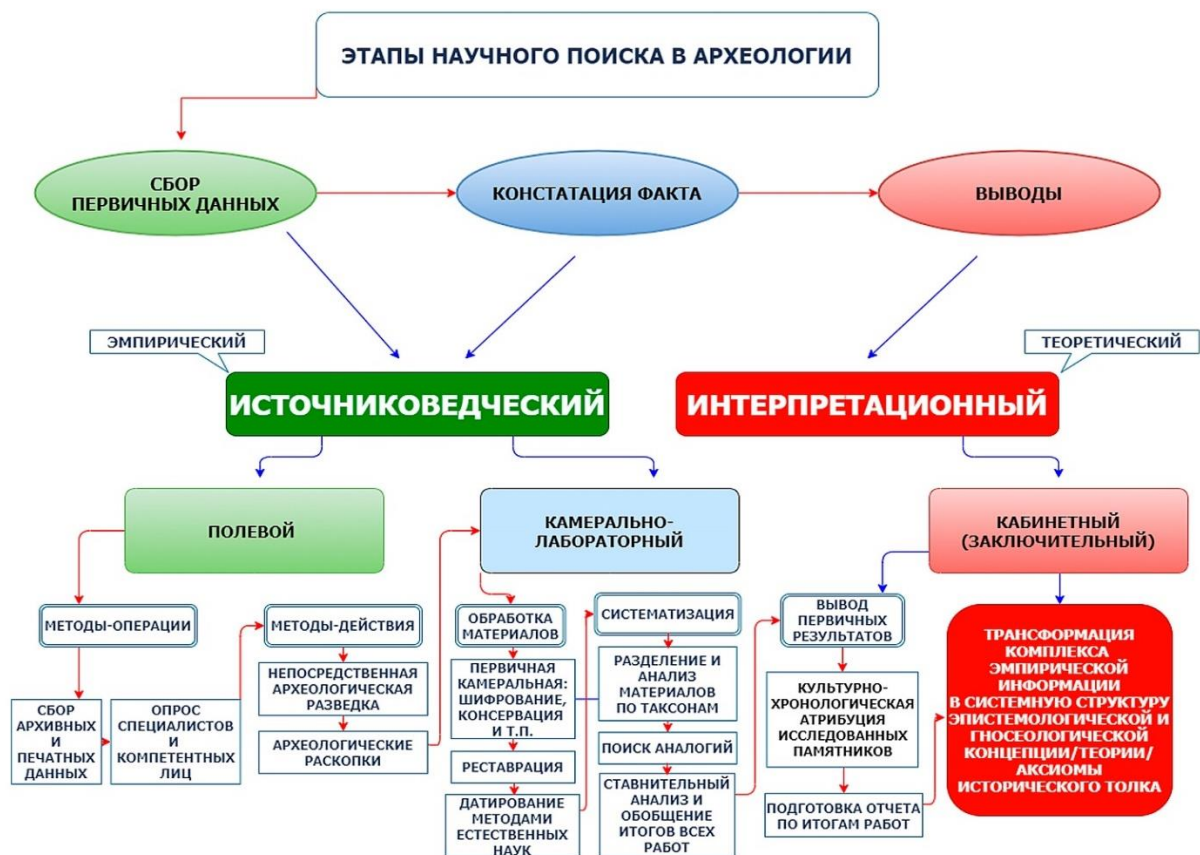 ЭТАПЫ НАУЧНОГО ПОИСКА В АРХЕОЛОГИИ
СБОР
ПЕРВИЧНЫХ ДАННЫХ
КОНСТАТАЦИЯ ФАКТА
ВЫВОДЫ
ЭМПИРИЧЕСКИЙ
ТЕОРЕТИЧЕСКИЙ
ИСТОЧНИКОВЕДЧЕСКИЙ
ИНТЕРПРЕТАЦИОННЫЙ
ПОЛЕВОЙ
КАМЕРАЛЬНО-
ЛАБОРАТОРНЫЙ
КАБИНЕТНЫЙ
(ЗАКЛЮЧИТЕЛЬНЫЙ)
МЕТОДЫ-ОПЕРАЦИИ
СБОР
АРХИВНЫХ
И
ПЕЧАТНЫХ
ДАННЫХ
ОПРОС
СПЕЦИАЛИСТОВ
И
КОМПЕТЕНТНЫХ
ЛИЦ
МЕТОДЫ-ДЕЙСТВИЯ
НЕПОСРЕДСТВЕННАЯ
АРХЕОЛОГИЧЕСКАЯ
РАЗВЕДКА
АРХЕОЛОГИЧЕСКИЕ
РАСКОПКИ
ОБРАБОТКА
МАТЕРИАЛОВ
ПЕРВИЧНАЯ
КАМЕРАЛЬНАЯ:
ШИФРОВАНИЕ,
КОНСЕРВАЦИЯ
И Т.П.
РЕСТАВРАЦИЯ
ДАТИРОВАНИЕ
МЕТОДАМИ
ЕСТЕСТВЕННЫХ
НАУК
СИСТЕМАТИЗАЦИЯ
РАЗДЕЛЕНИЕ И
АНАЛИЗ
МАТЕРИАЛОВ
ПО ТАКСОНАМ
ПОИСК АНАЛОГИЙ
СТАВНИТЕЛЬНЫЙ
АНАЛИЗ И
ОБОБЩЕНИЕ
ИТОГОВ ВСЕХ
РАБОТ
ВЫВОД
ПЕРВИЧНЫХ
РЕЗУЛЬТАТОВ
КУЛЬТУРНО-
ХРОНОЛОГИЧЕСКАЯ
АТРИБУЦИЯ
ИССЛЕДОВАННЫХ
ПАМЯТНИКОВ
ПОДГОТОВКА ОТЧЕТА
ПО ИТОГАМ РАБОТ
ТРАНСФОРМАЦИЯ
КОМПЛЕКСА
ЭМПИРИЧЕСКОЙ
ИНФОРМАЦИИ
В СИСТЕМНУЮ СТРУКТУРУ
ЭПИСТЕМОЛОГИЧЕСКОЙ И
ГНОСЕОЛОГИЧЕСКОЙ
КОНЦЕПЦИИ/ТЕОРИИ/
АКСИОМЫ
ИСТОРИЧЕСКОГО ТОЛКА